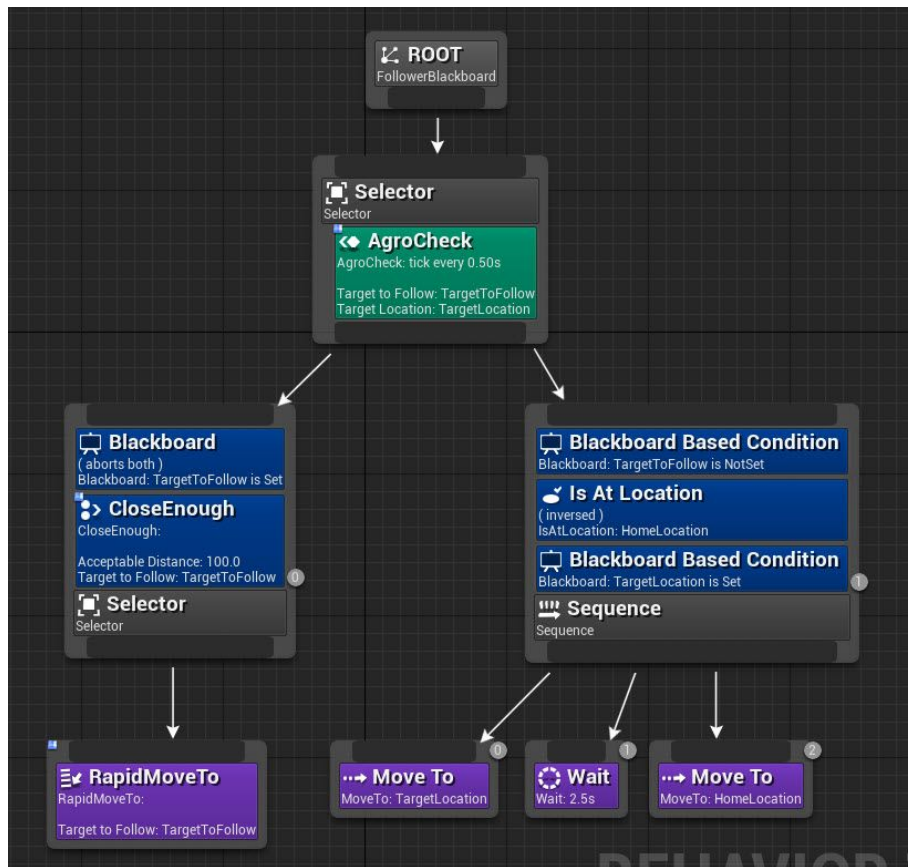 ROOT
FollowerBlackboard
Selector
Selector
AgroCheck
AgroCheck: tick every 0.50s
Target to Follow: TargetToFollow
Target Location: TargetLocation
Blackboard
( aborts both )
Blackboard: TargetToFollow is Set
CloseEnough
CloseEnough:
Acceptable Distance: 100.0
Target to Follow: TargetToFollow
0
Selector
Selector
Blackboard Based Condition
Blackboard: TargetToFollow is NotSet
Is At Location
( inversed )
IsAtLocation: HomeLocation
Blackboard Based Condition
Blackboard: TargetLocation is Set
1
Sequence
Sequence
RapidMoveTo
RapidMoveTo:
Target to Follow: TargetToFollow
0
Move To
MoveTo: TargetLocation
1
Wait
Wait: 2.5s
2
Move To
MoveTo: HomeLocation
BEHAVIOR